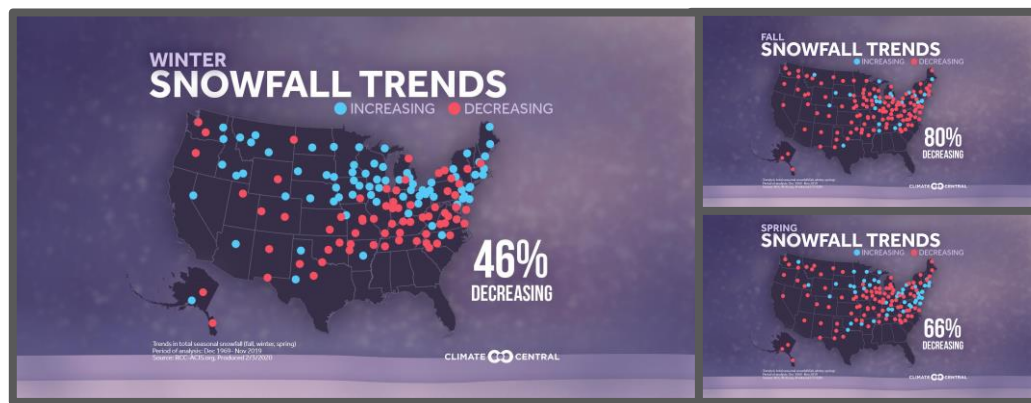 WINTER
SNOWFALL TRENDS
INCREASING DECREASING
46%
DECREASING
Trends in total seasonal snowfall (fall, winter, spring)
Period of analysis: Dec 1969- Nov 2019
Source: RCC-ACIS.org, Produced 2/3/2020
CLIMATE CENTRAL
FALL
SNOWFALL TRENDS
INCREASING DECREASING
80%
DECREASING
CLIMATE CENTRAL
SPRING
SNOWFALL TRENDS
INCREASING DECREASING
66%
DECREASING
CLIMATE CENTRAL